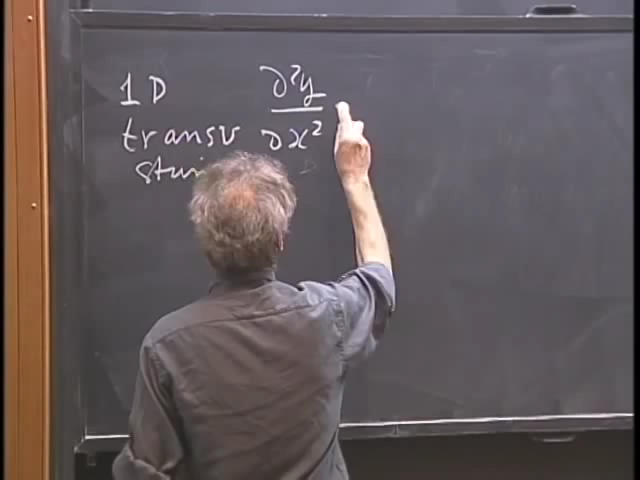 1D ∂²y
transv ∂x²